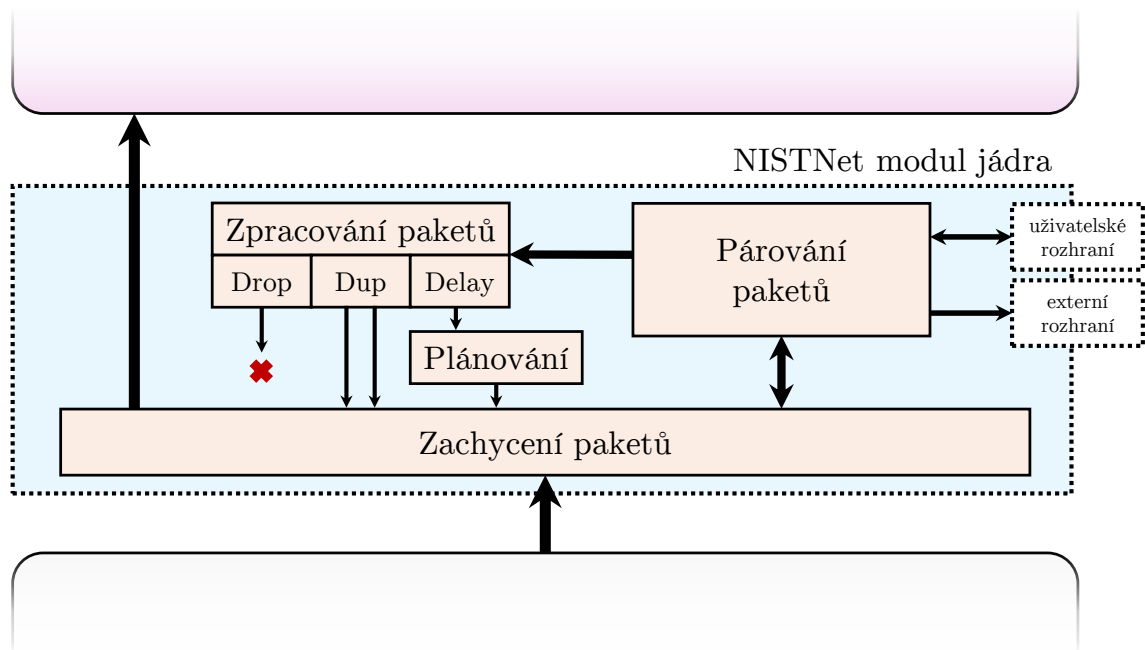 NISTNet modul jádra
Zpracování paketů
Drop
Dup
Delay
Párování
paketů
uživatelské
rozhraní
externí
rozhraní
Plánování
Zachycení paketů